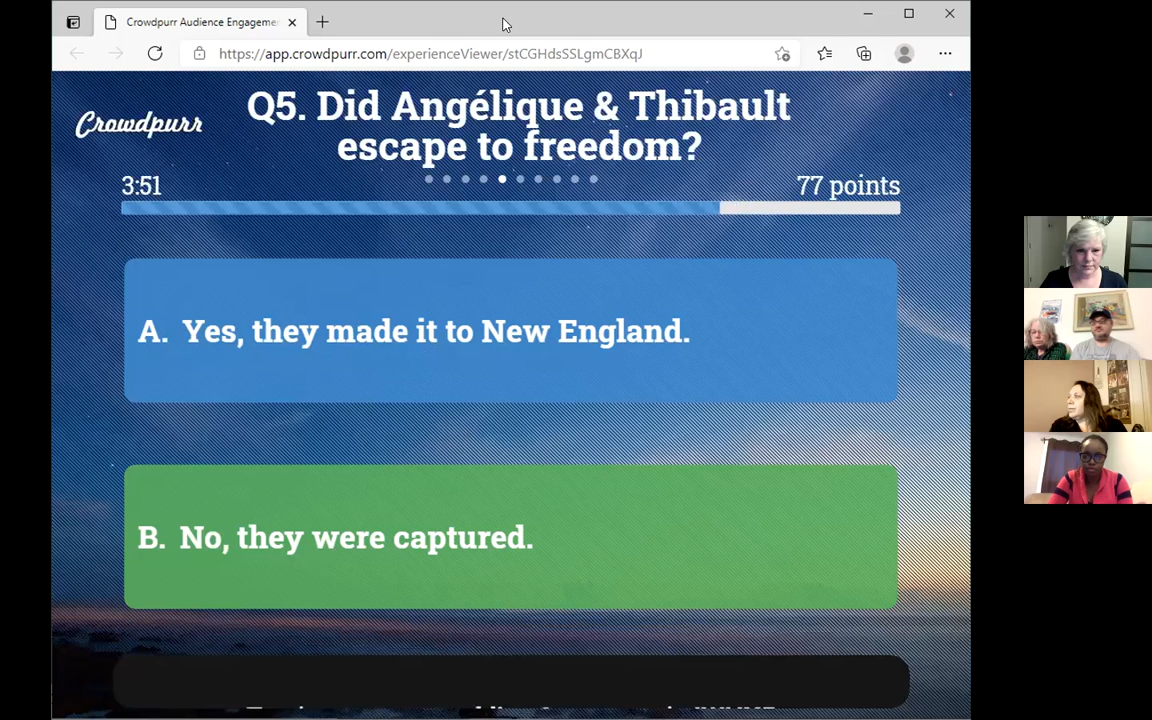 Crowdpurr Audience Engageme
https://app.crowdpurr.com/experienceViewer/stCGHdsSSLgmCBXqJ
Crowdpurr
Q5. Did Angélique & Thibault
escape to freedom?
3:51
77 points
A. Yes, they made it to New England.
B. No, they were captured.